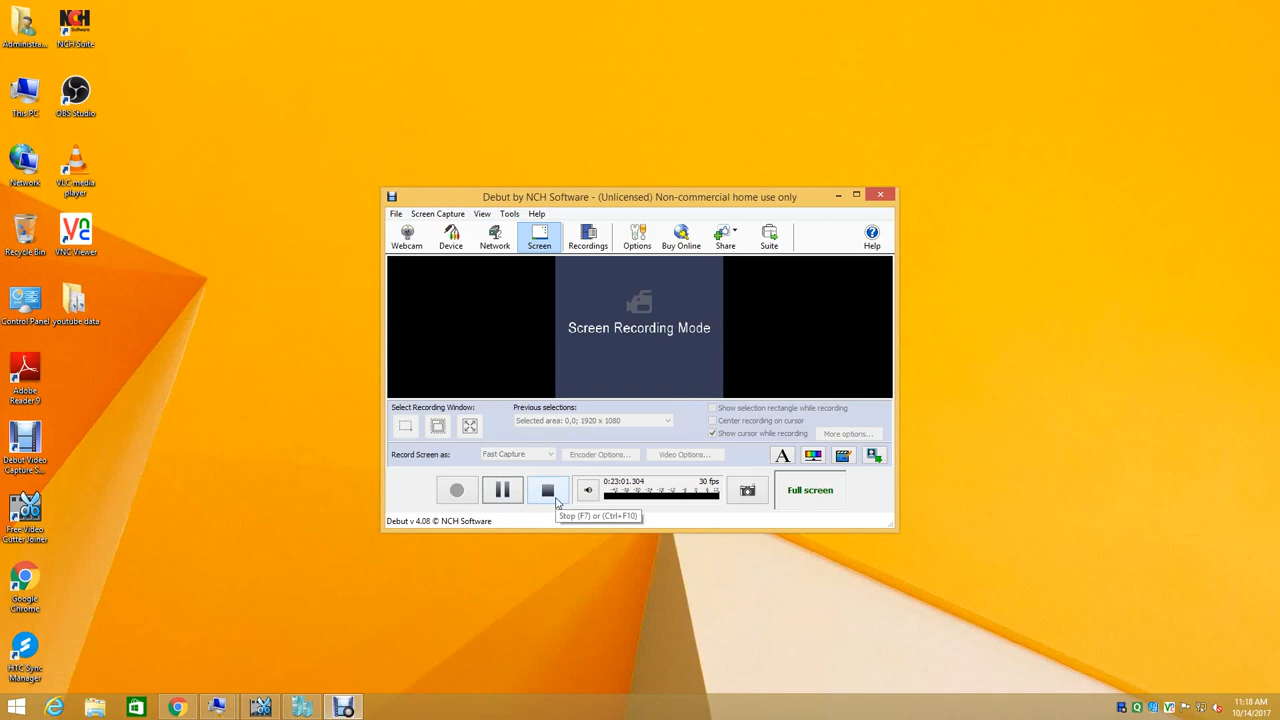 Administra...
NCH Suite
This PC
OBS Studio
Network
VLC media
player
Recycle Bin
VNC Viewer
Control Panel
youtube data
Adobe
Reader 9
Debut Video
Capture S...
Free Video
Cutter Joiner
Google
Chrome
HTC Sync
Manager
Debut by NCH Software - (Unlicensed) Non-commercial home use only
File Screen Capture View Tools Help
Webcam Device Network Screen Recordings Options Buy Online Share Suite Help
Screen Recording Mode
Select Recording Window: Previous selections:
Selected area: 0,0; 1920 x 1080
Show selection rectangle while recording
Center recording on cursor
Show cursor while recording More options...
Record Screen as: Fast Capture Encoder Options... Video Options...
0:23:01.304 30 fps
Full screen
Stop (F7) or (Ctrl+F10)
Debut v 4.08 © NCH Software
11:18 AM
10/14/2017